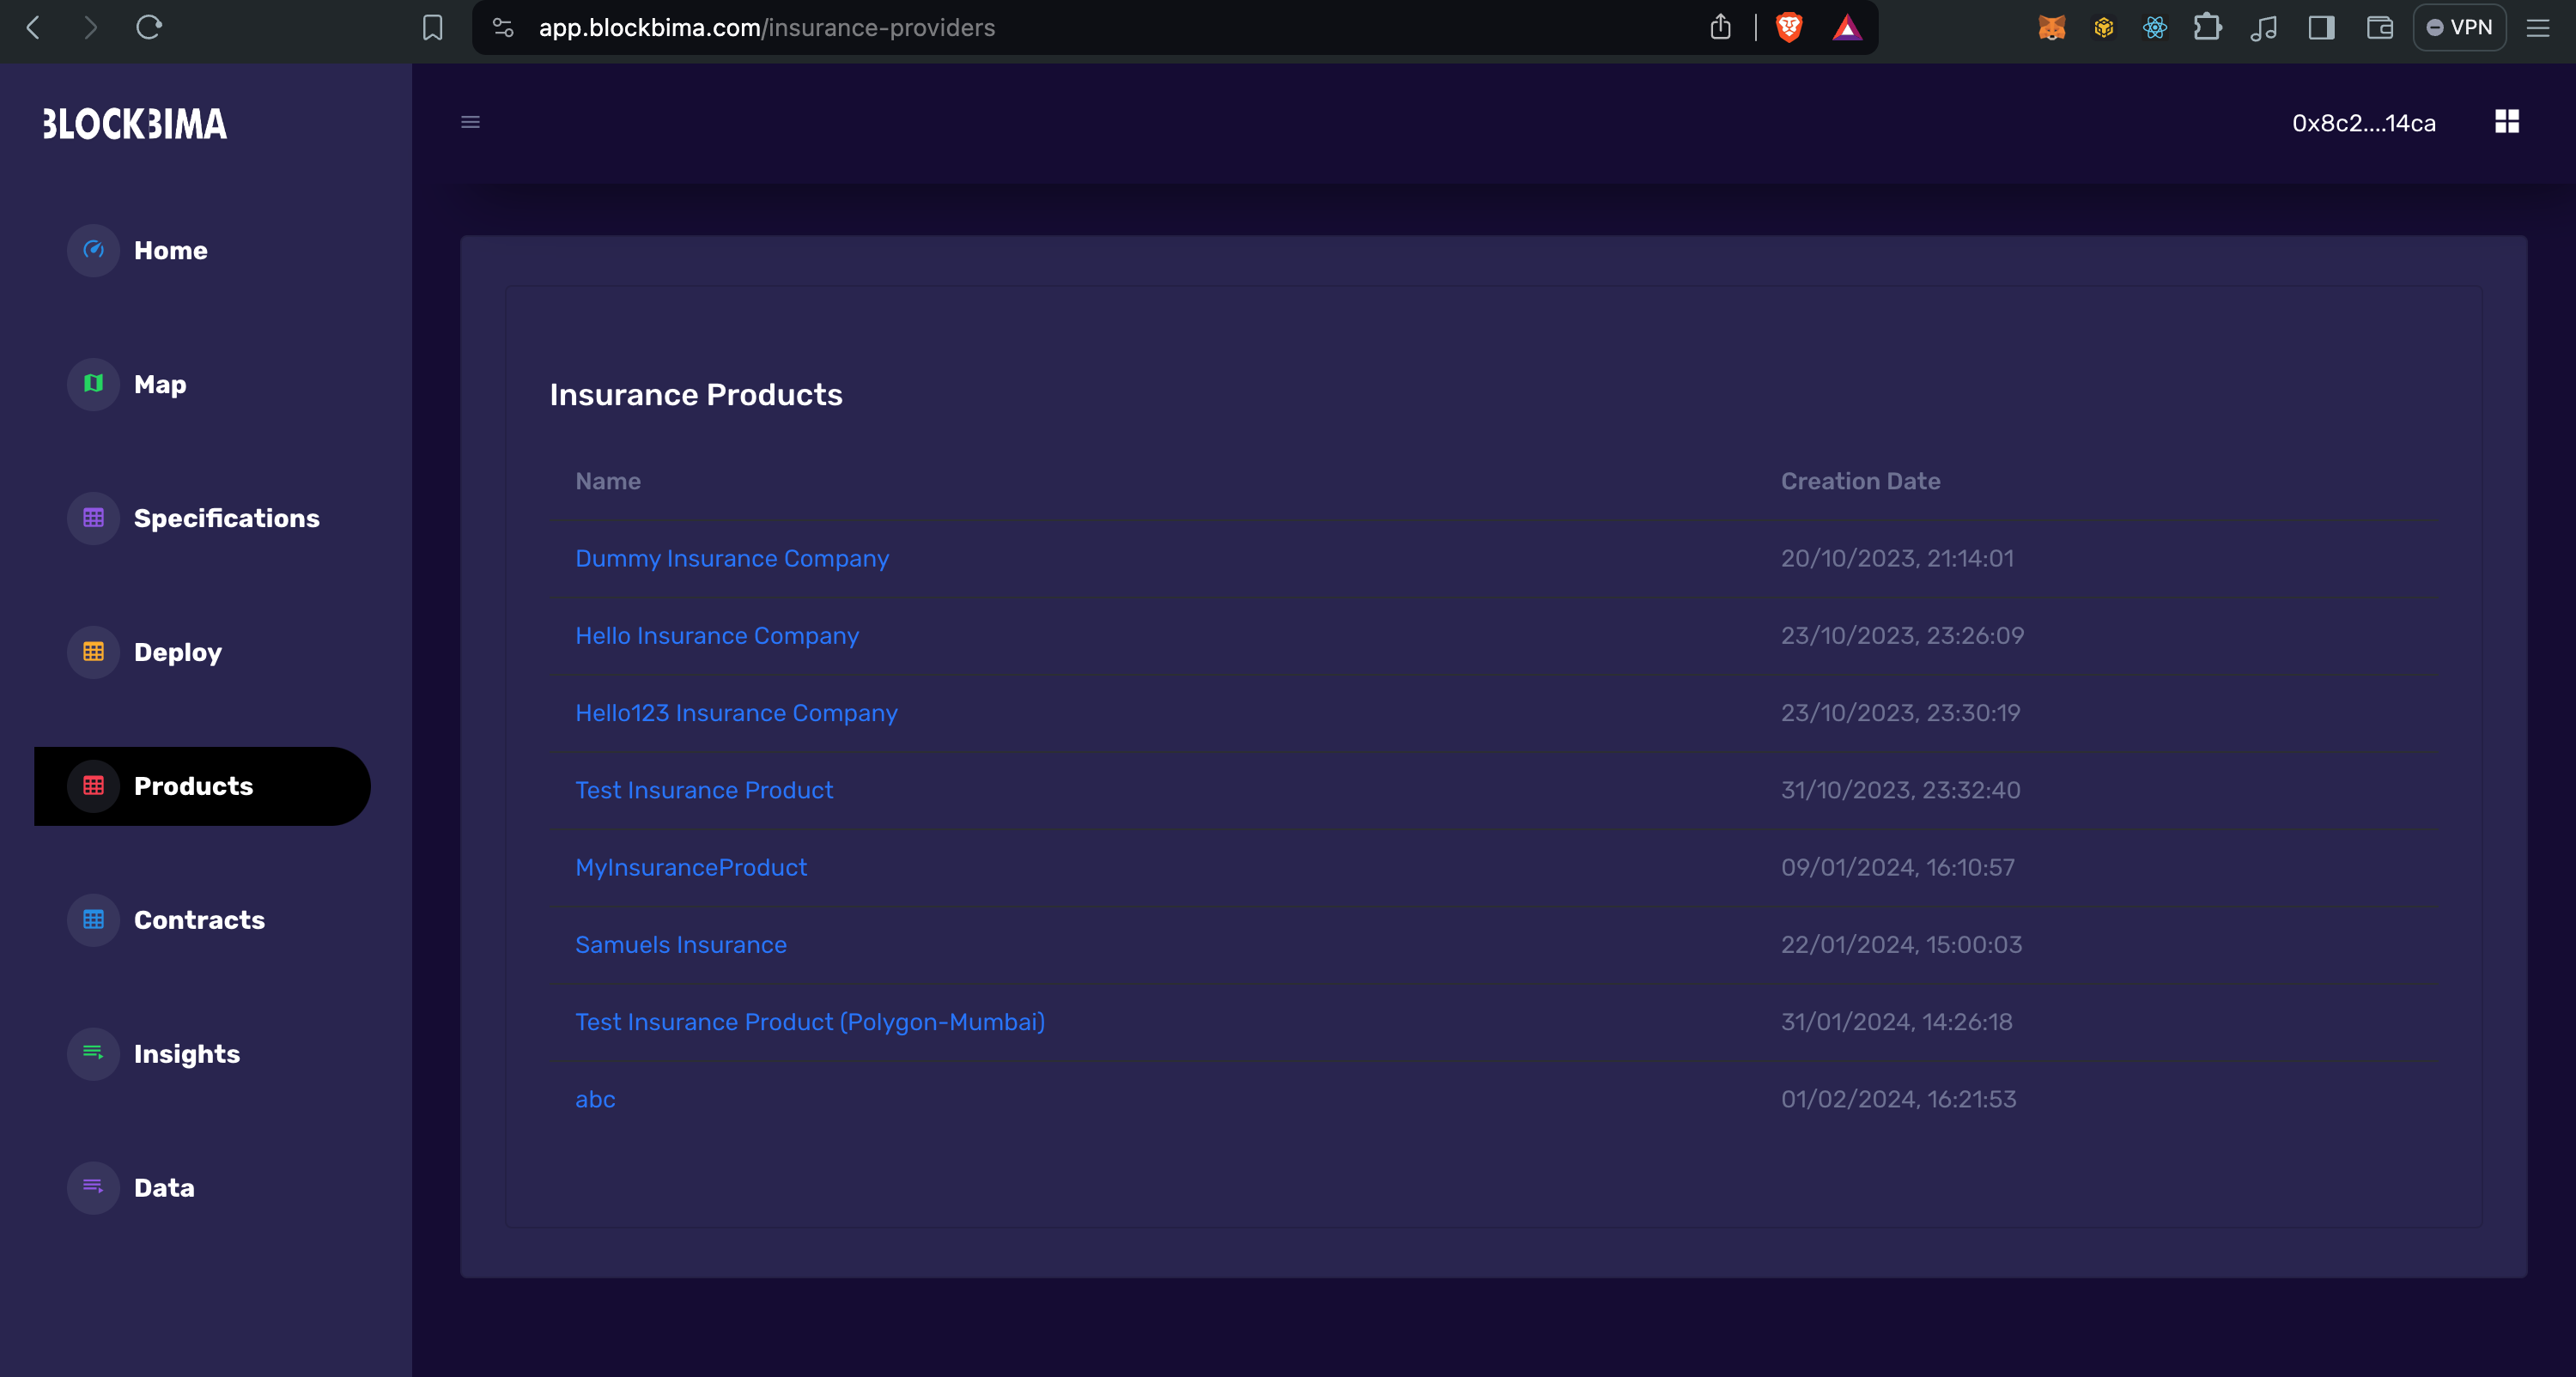 app.blockbima.com/insurance-providers
VPN
BLOCKBIMA
0x8c2....14ca
Home
Map
Specifications
Deploy
Products
Contracts
Insights
Data
Insurance Products
Name Creation Date
Dummy Insurance Company 20/10/2023, 21:14:01
Hello Insurance Company 23/10/2023, 23:26:09
Hello123 Insurance Company 23/10/2023, 23:30:19
Test Insurance Product 31/10/2023, 23:32:40
MyInsuranceProduct 09/01/2024, 16:10:57
Samuels Insurance 22/01/2024, 15:00:03
Test Insurance Product (Polygon-Mumbai) 31/01/2024, 14:26:18
abc 01/02/2024, 16:21:53